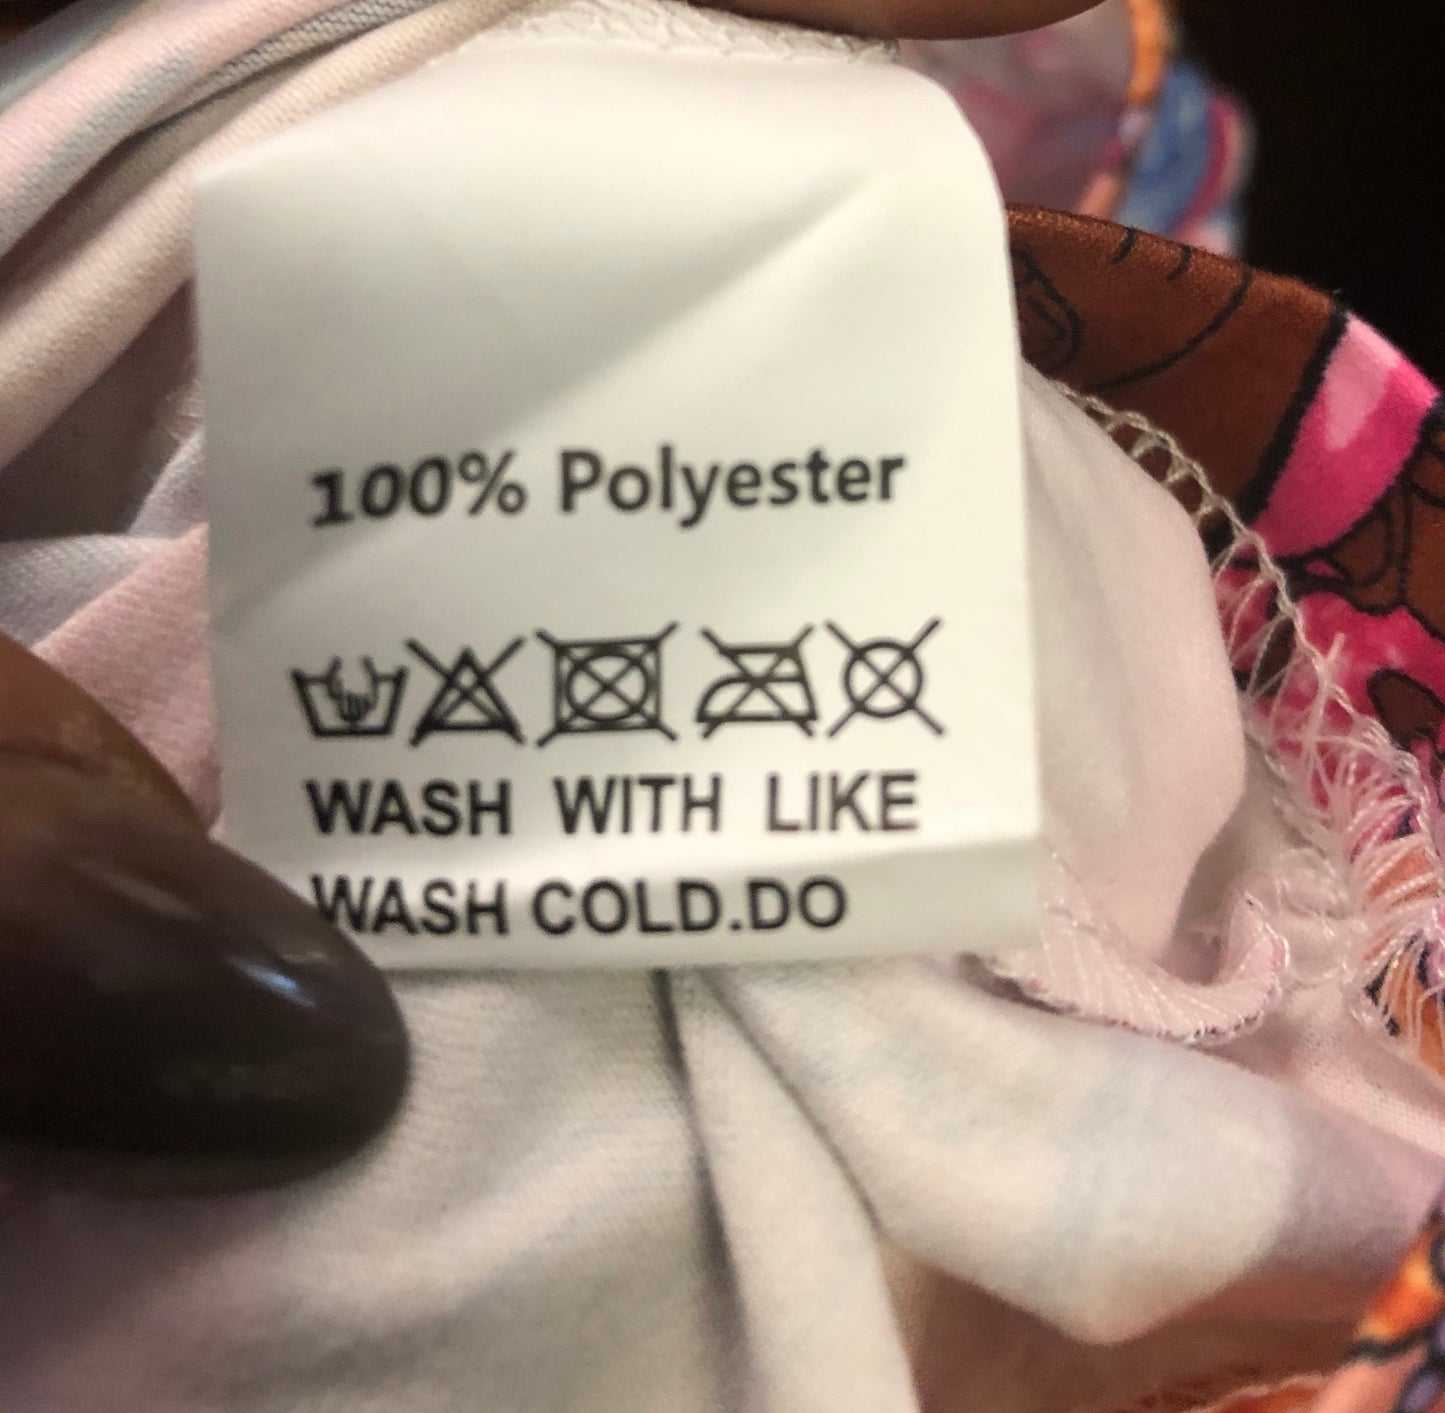 100% Polyester
WASH WITH LIKE
WASH COLD.DO